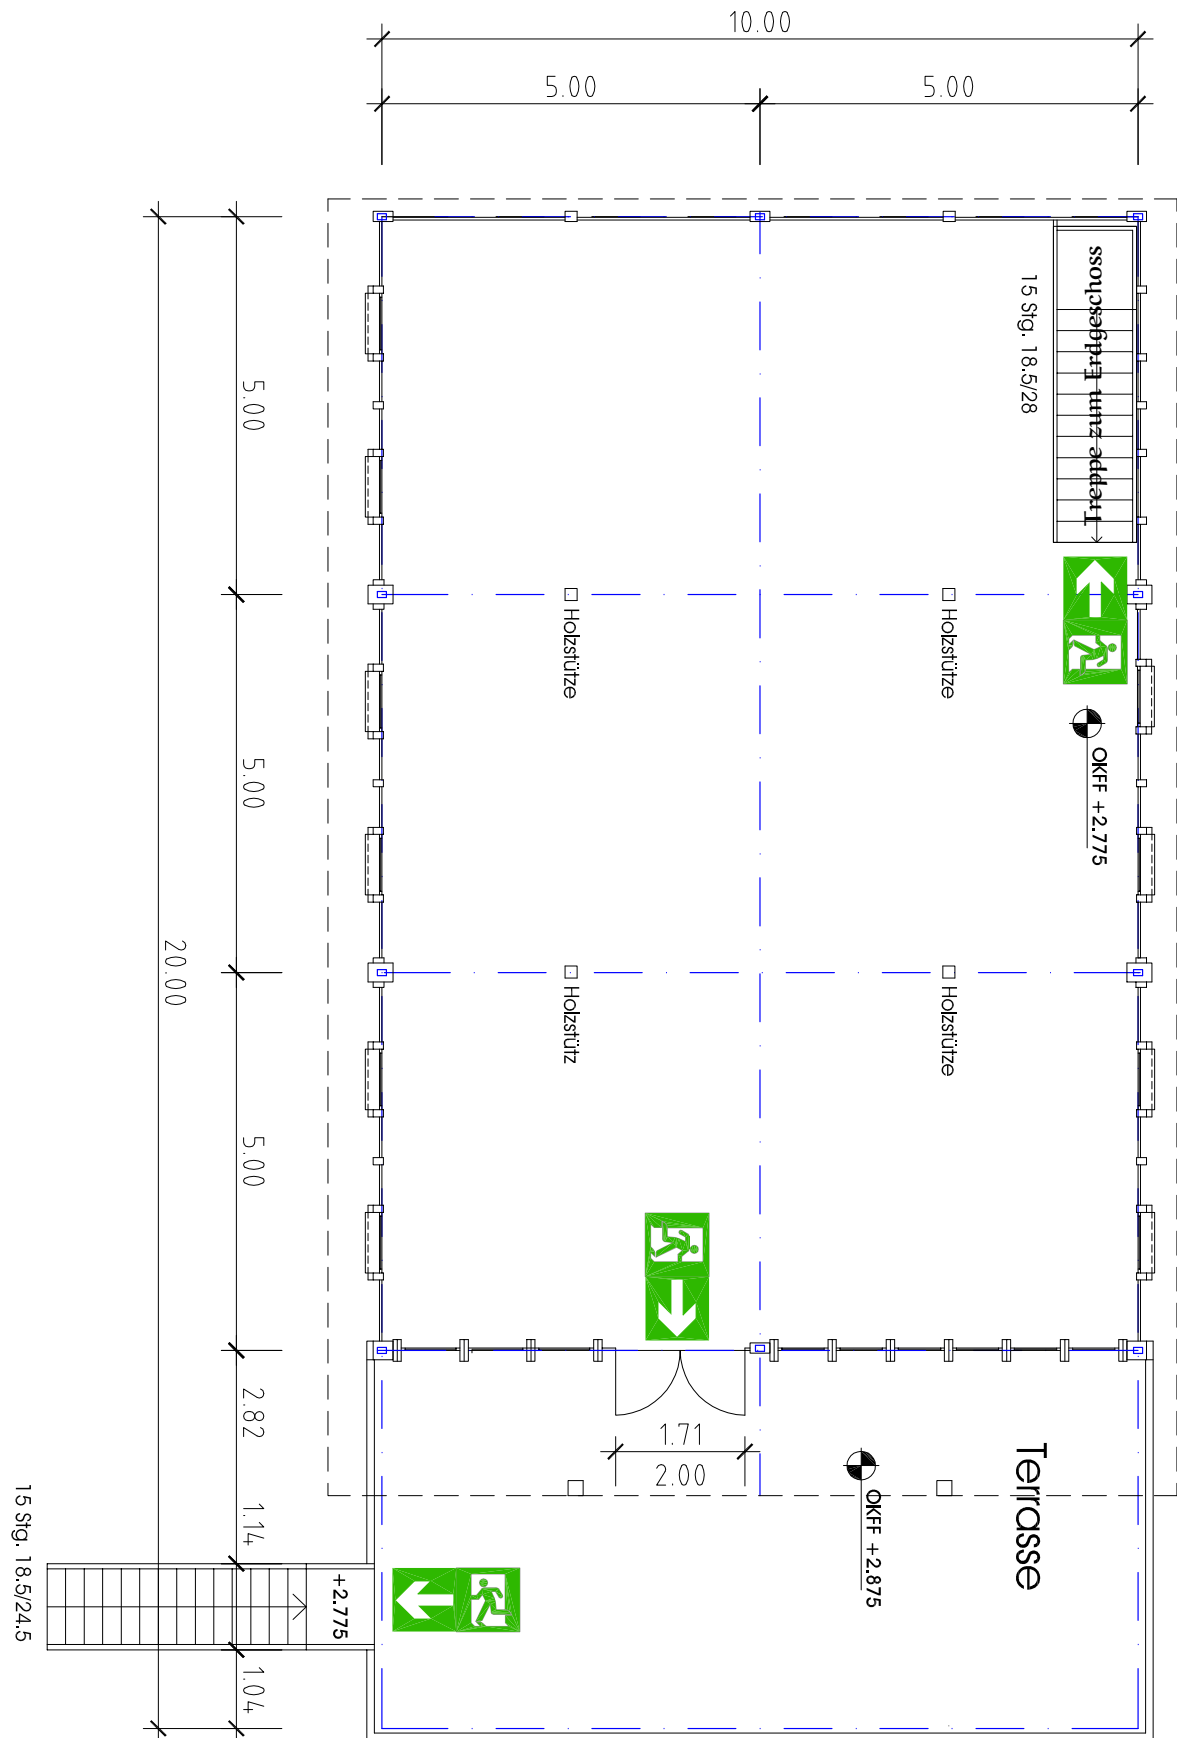 10.00
5.00
5.00
Treppe zum Erdgeschoss
15 Stg. 18.5/28
5.00
Holzstütze
Holzstütze
OKFF +2.775
5.00
20.00
Holzstütz
Holzstütze
5.00
1.71
2.00
2.82
Terrasse
OKFF +2.875
1.14
15 Stg. 18.5/24.5
+2.775
1.04